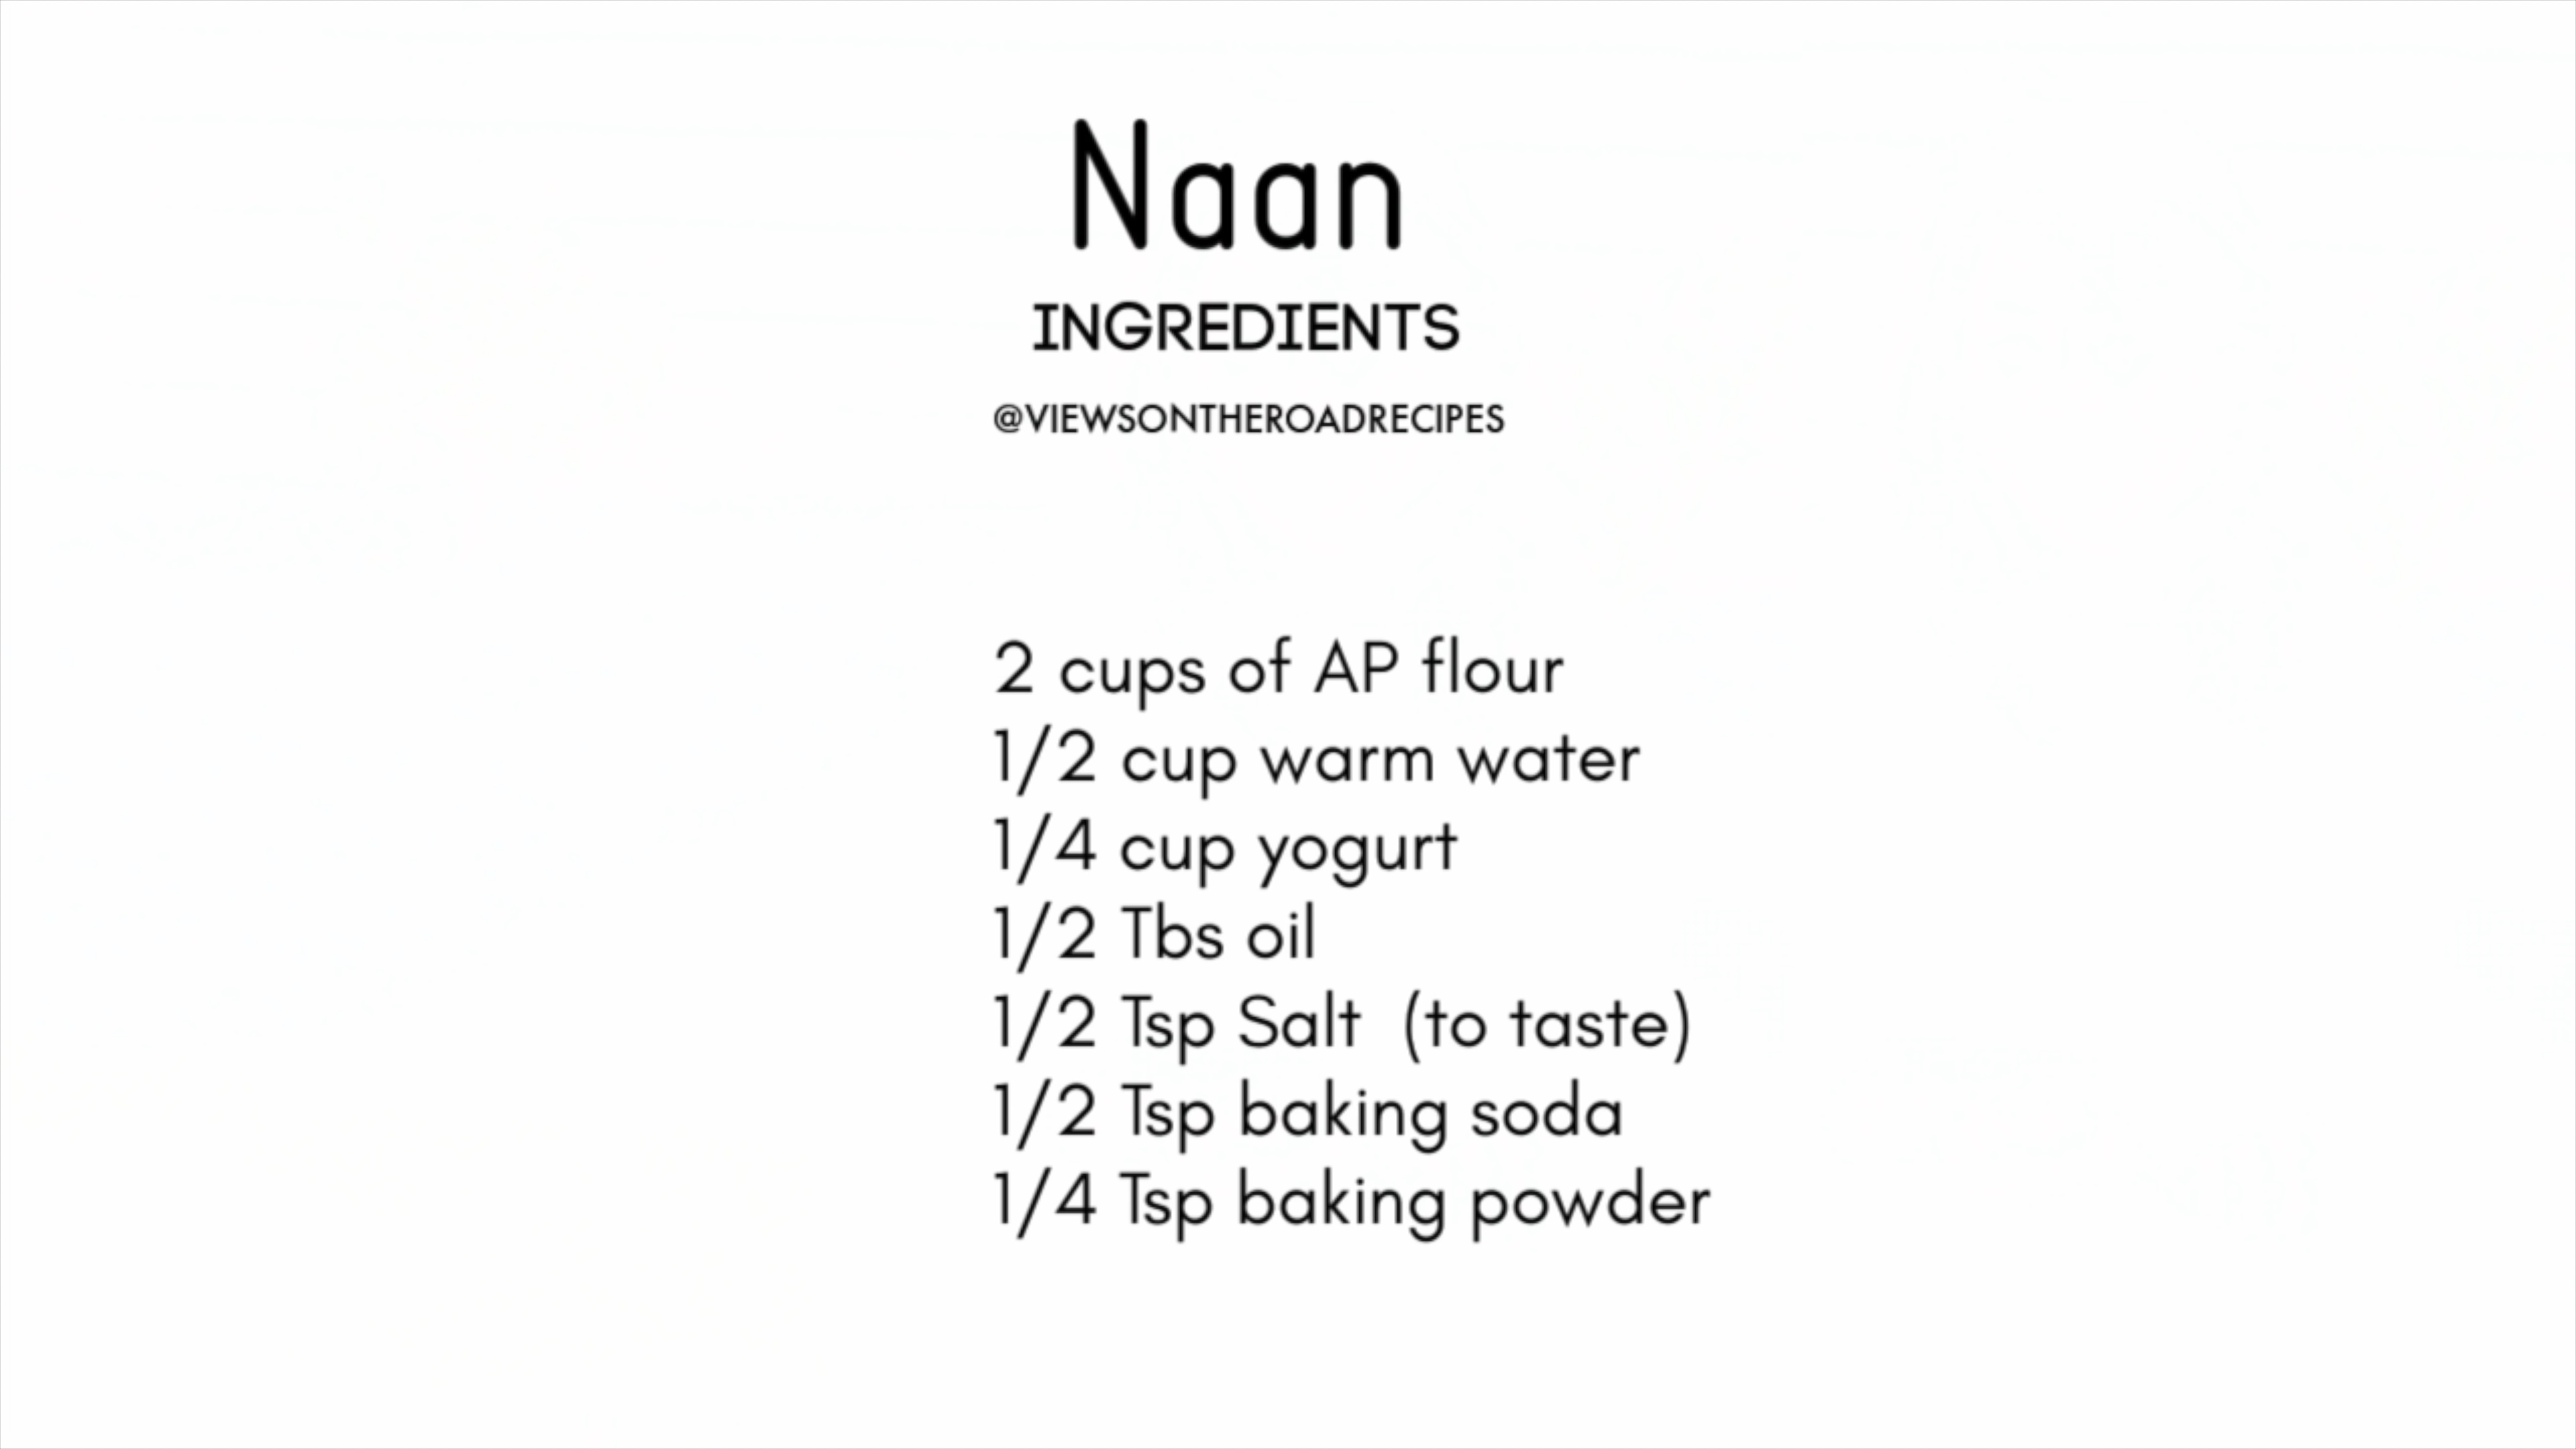 Naan
INGREDIENTS
@VIEWSONTHEROADRECIPES
2 cups of AP flour
1/2 cup warm water
1/4 cup yogurt
1/2 Tbs oil
1/2 Tsp Salt  (to taste)
1/2 Tsp baking soda
1/4 Tsp baking powder